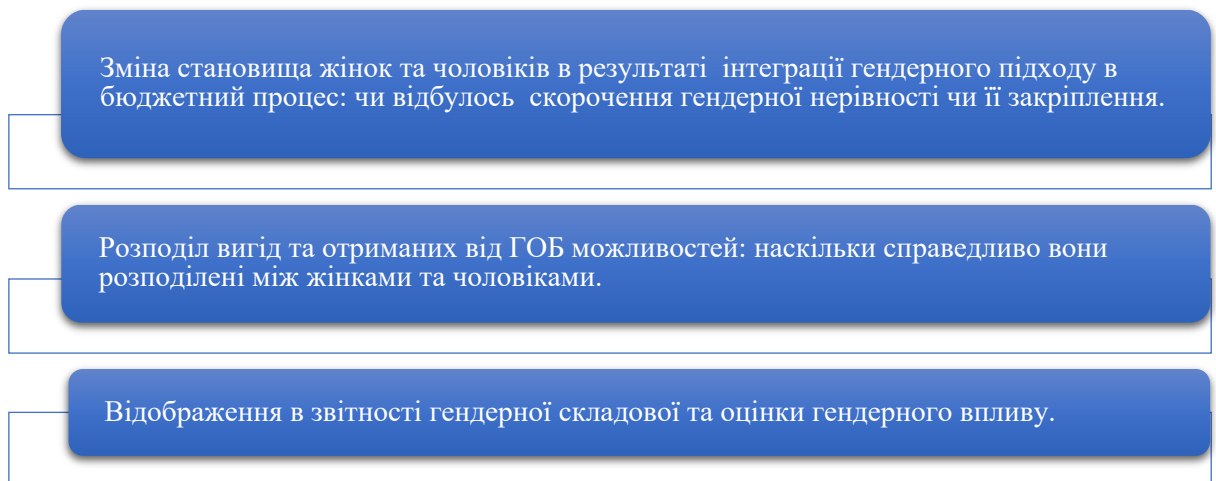 Зміна становища жінок та чоловіків в результаті  інтеграції гендерного підходу в
бюджетний процес: чи відбулось  скорочення гендерної нерівності чи її закріплення.
Розподіл вигід та отриманих від ГОБ можливостей: наскільки справедливо вони
розподілені між жінками та чоловіками.
Відображення в звітності гендерної складової та оцінки гендерного впливу.